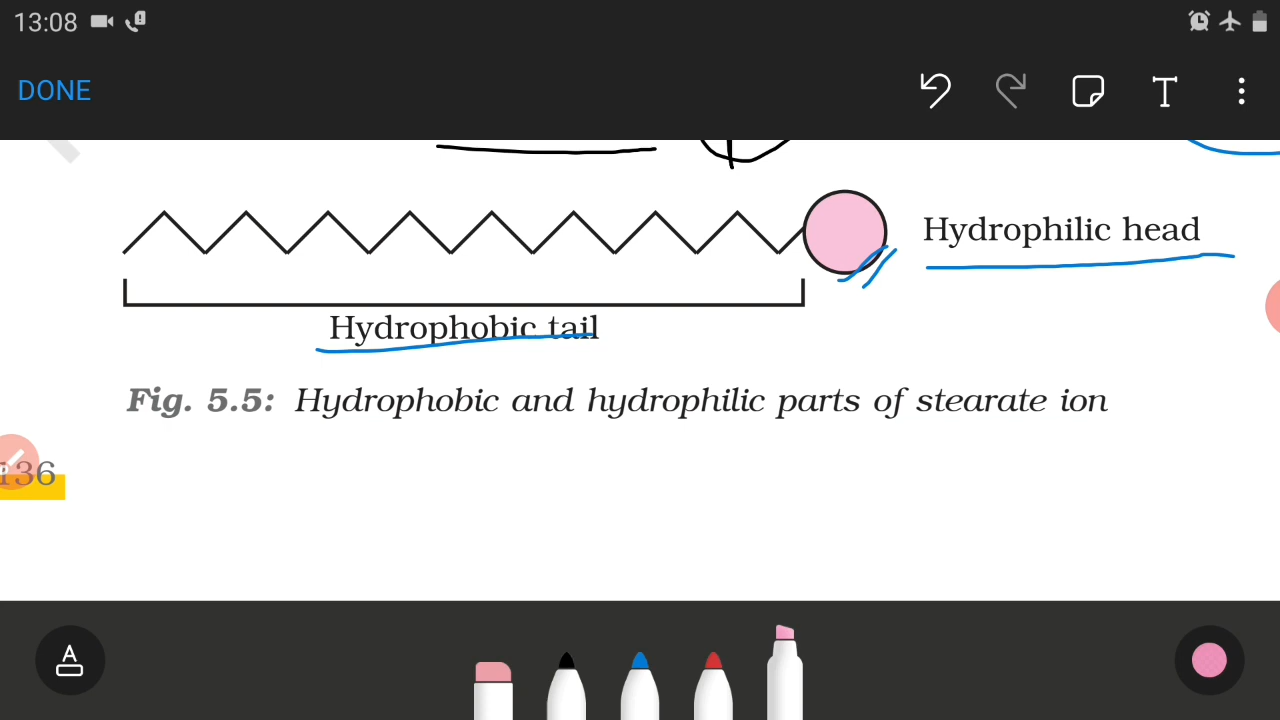 13:08
DONE
T
Hydrophilic head
Hydrophobic tail
Fig. 5.5: Hydrophobic and hydrophilic parts of stearate ion
136
A